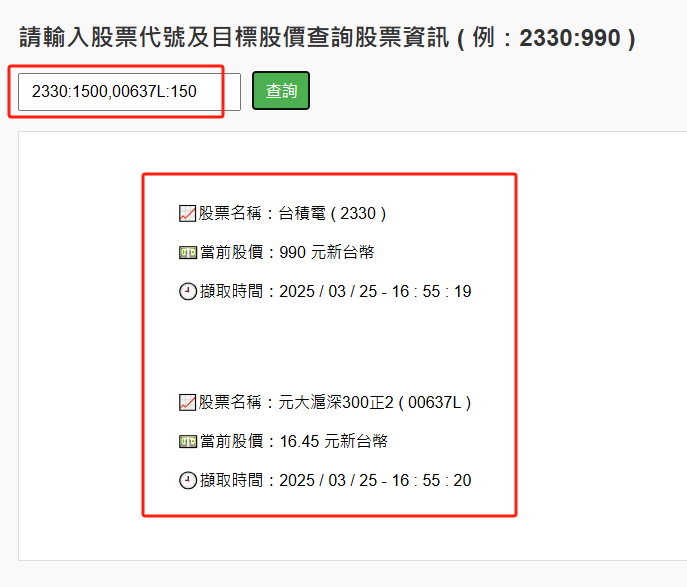 請輸入股票代號及目標股價查詢股票資訊 ( 例：2330:990 )
2330:1500,00637L:150
查詢
股票名稱：台積電 ( 2330 )
當前股價：990 元新台幣
擷取時間：2025 / 03 / 25 - 16 : 55 : 19
股票名稱：元大滬深300正2 ( 00637L )
當前股價：16.45 元新台幣
擷取時間：2025 / 03 / 25 - 16 : 55 : 20